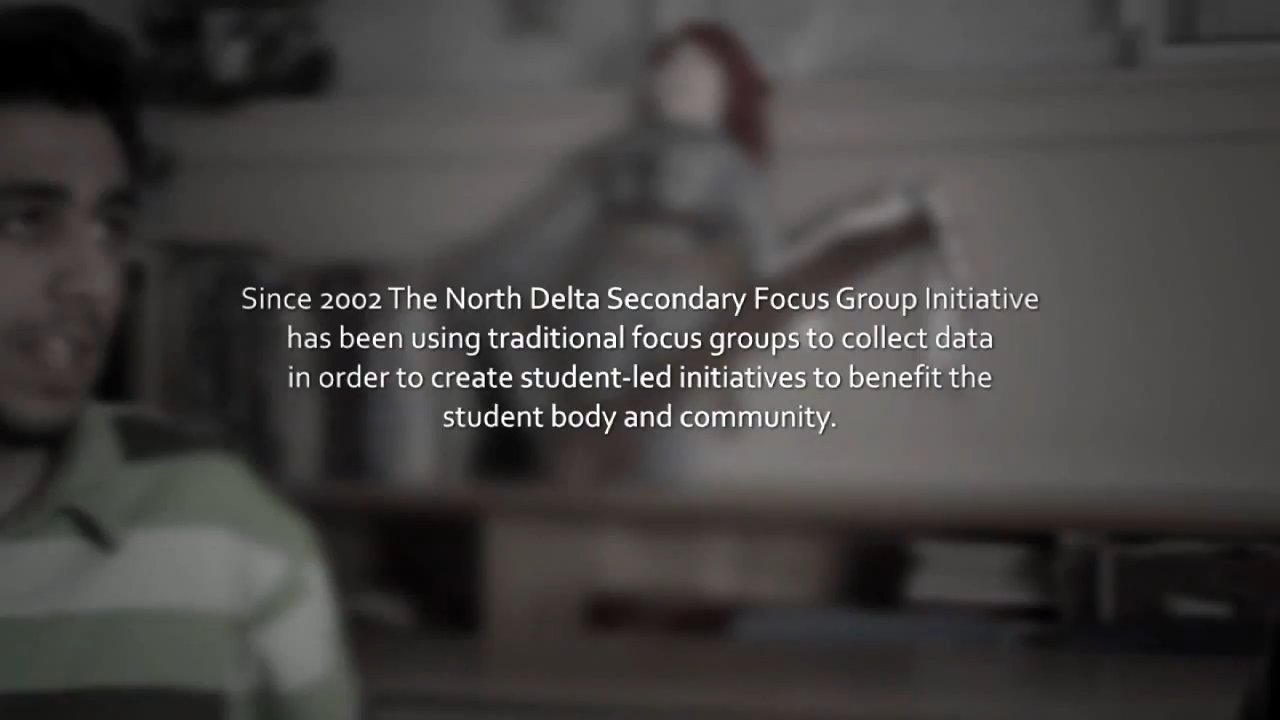 Since 2002 The North Delta Secondary Focus Group Initiative
has been using traditional focus groups to collect data
in order to create student-led initiatives to benefit the
student body and community.